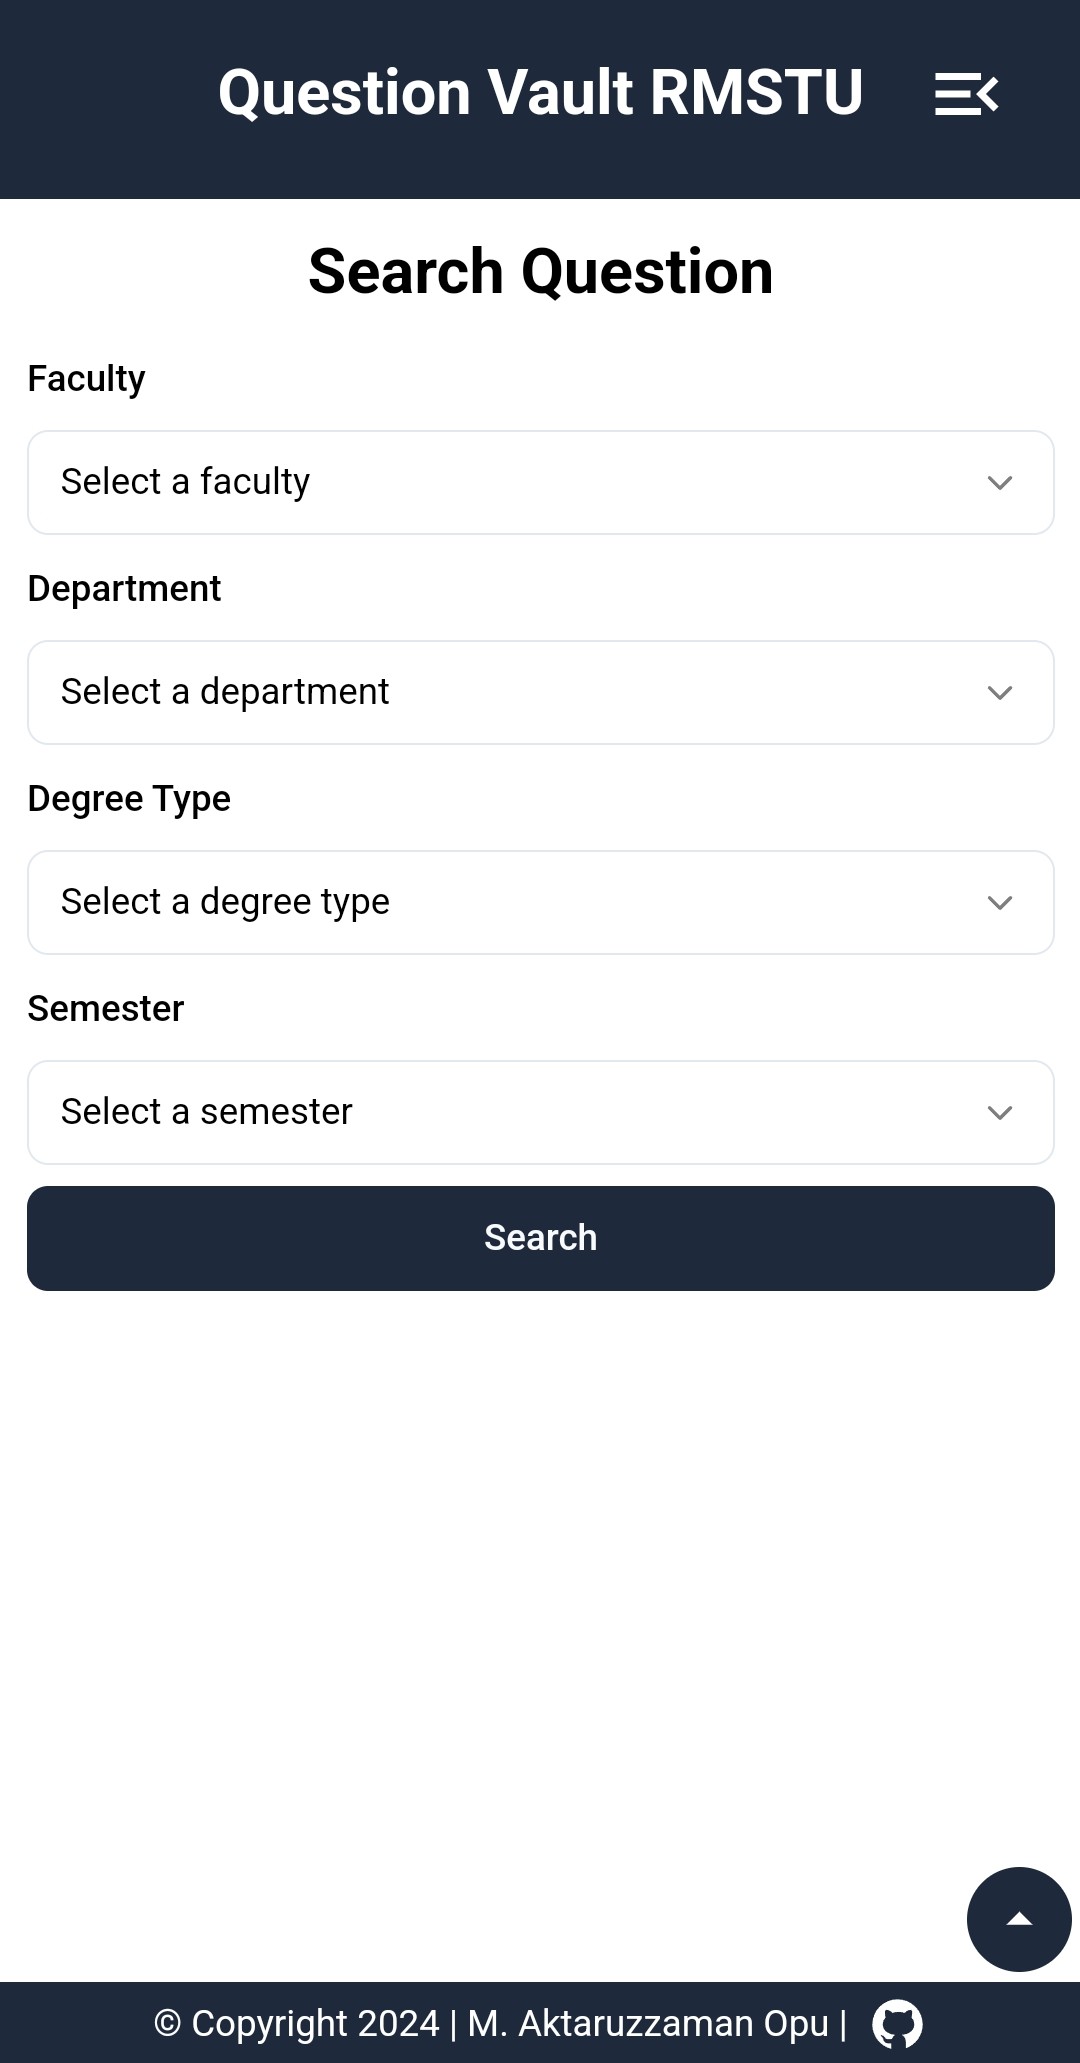 Question Vault RMSTU
Search Question
Faculty
Select a faculty
Department
Select a department
Degree Type
Select a degree type
Semester
Select a semester
Search
© Copyright 2024 | M. Aktaruzzaman Opu |